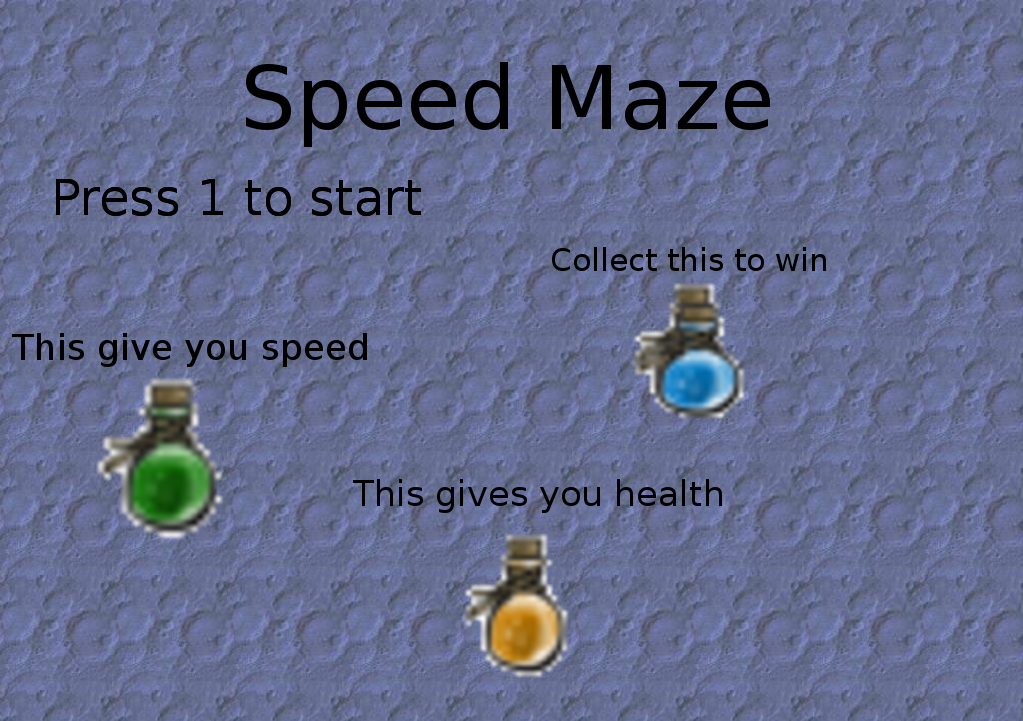 Speed Maze
Press 1 to start
Collect this to win
This give you speed
This gives you health